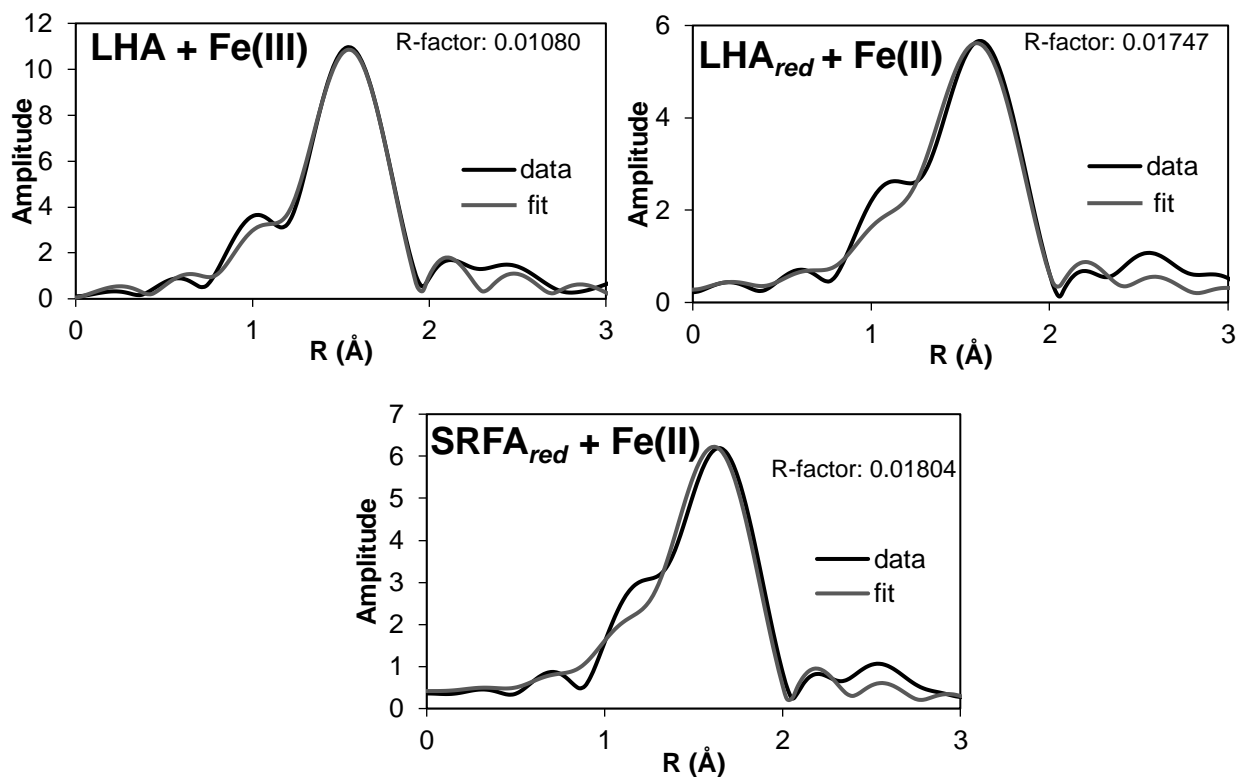 LHA + Fe(III)
R-factor: 0.01080
12
10
8
6
4
2
0
Amplitude
data
fit
0 1 2 3
R (Å)
LHAred + Fe(II)
R-factor: 0.01747
6
4
2
0
Amplitude
data
fit
0 1 2 3
R (Å)
SRFAred + Fe(II)
R-factor: 0.01804
7
6
5
4
3
2
1
0
Amplitude
data
fit
0 1 2 3
R (Å)